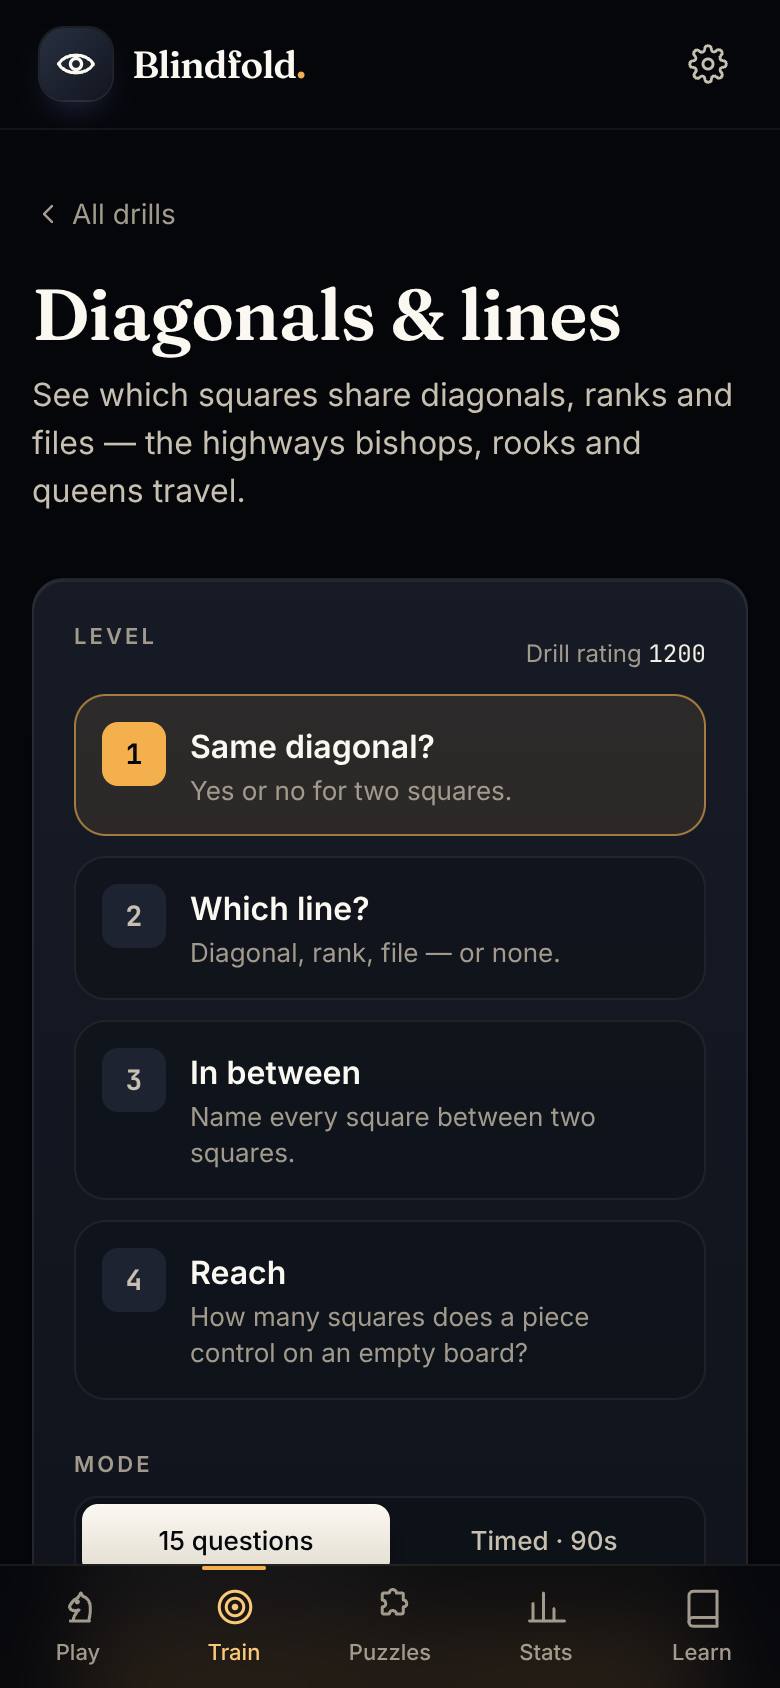 Blindfold.
All drills
Diagonals & lines
See which squares share diagonals, ranks and
files — the highways bishops, rooks and
queens travel.
LEVEL
Drill rating 1200
1
Same diagonal?
Yes or no for two squares.
2
Which line?
Diagonal, rank, file — or none.
3
In between
Name every square between two
squares.
4
Reach
How many squares does a piece
control on an empty board?
MODE
15 questions
Timed · 90s
Play
Train
Puzzles
Stats
Learn